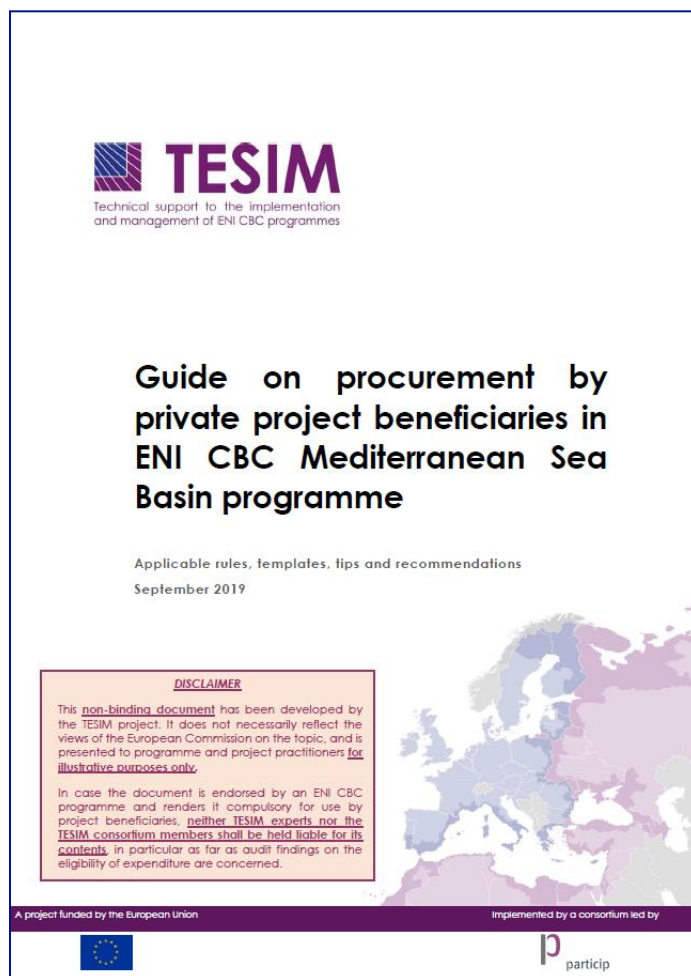 TESIM
Technical support to the implementation
and management of ENI CBC programmes
Guide on procurement by
private project beneficiaries in
ENI CBC Mediterranean Sea
Basin programme
Applicable rules, templates, tips and recommendations
September 2019
DISCLAIMER
This non-binding document has been developed by
the TESIM project. It does not necessarily reflect the
views of the European Commission on the topic, and is
presented to programme and project practitioners for
illustrative purposes only.
In case the document is endorsed by an ENI CBC
programme and renders it compulsory for use by
project beneficiaries, neither TESIM experts nor the
TESIM consortium members shall be held liable for its
contents, in particular as far as audit findings on the
eligibility of expenditure are concerned.
A project funded by the European Union
Implemented by a consortium led by
particip